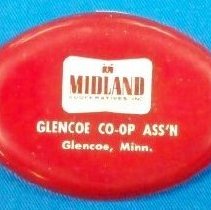 MIDLAND
COOPERATIVES INC
GLENCOE CO-OP ASS'N
Glencoe, Minn.